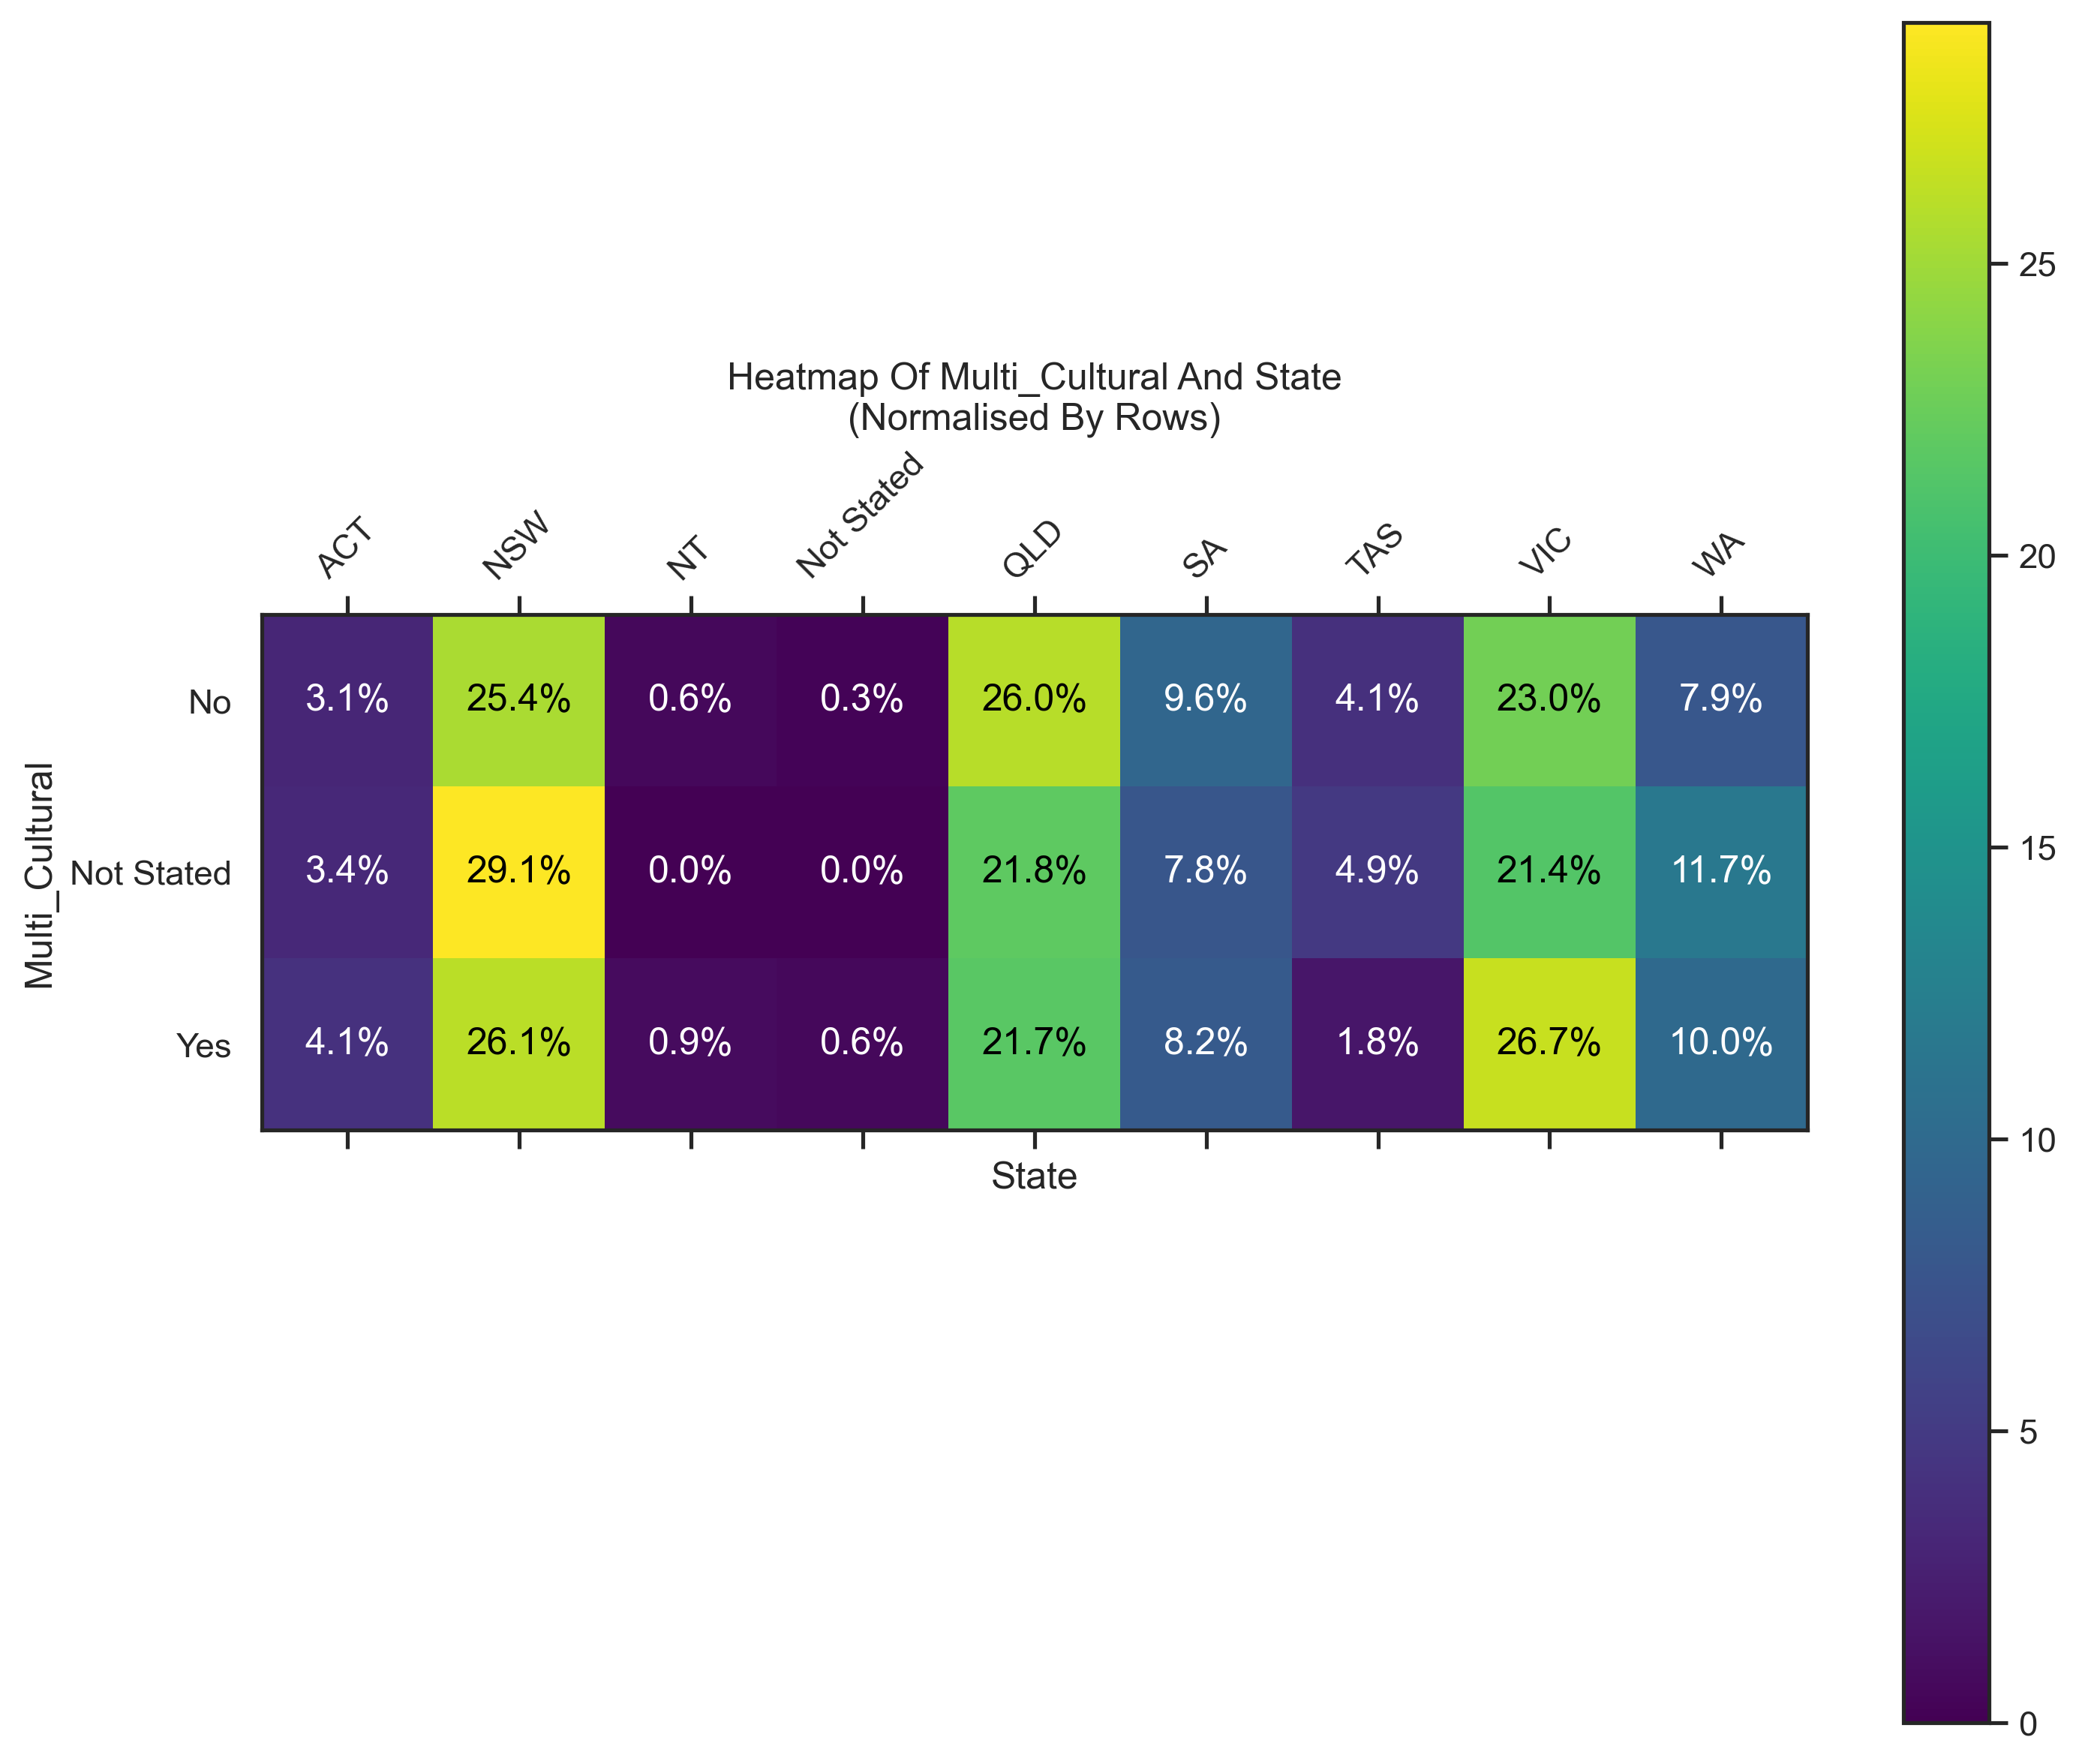 Heatmap Of Multi_Cultural And State
(Normalised By Rows)
ACT NSW NT Not Stated QLD SA TAS VIC WA
No 3.1% 25.4% 0.6% 0.3% 26.0% 9.6% 4.1% 23.0% 7.9%
Not Stated 3.4% 29.1% 0.0% 0.0% 21.8% 7.8% 4.9% 21.4% 11.7%
Yes 4.1% 26.1% 0.9% 0.6% 21.7% 8.2% 1.8% 26.7% 10.0%
Multi_Cultural
State
25
20
15
10
5
0